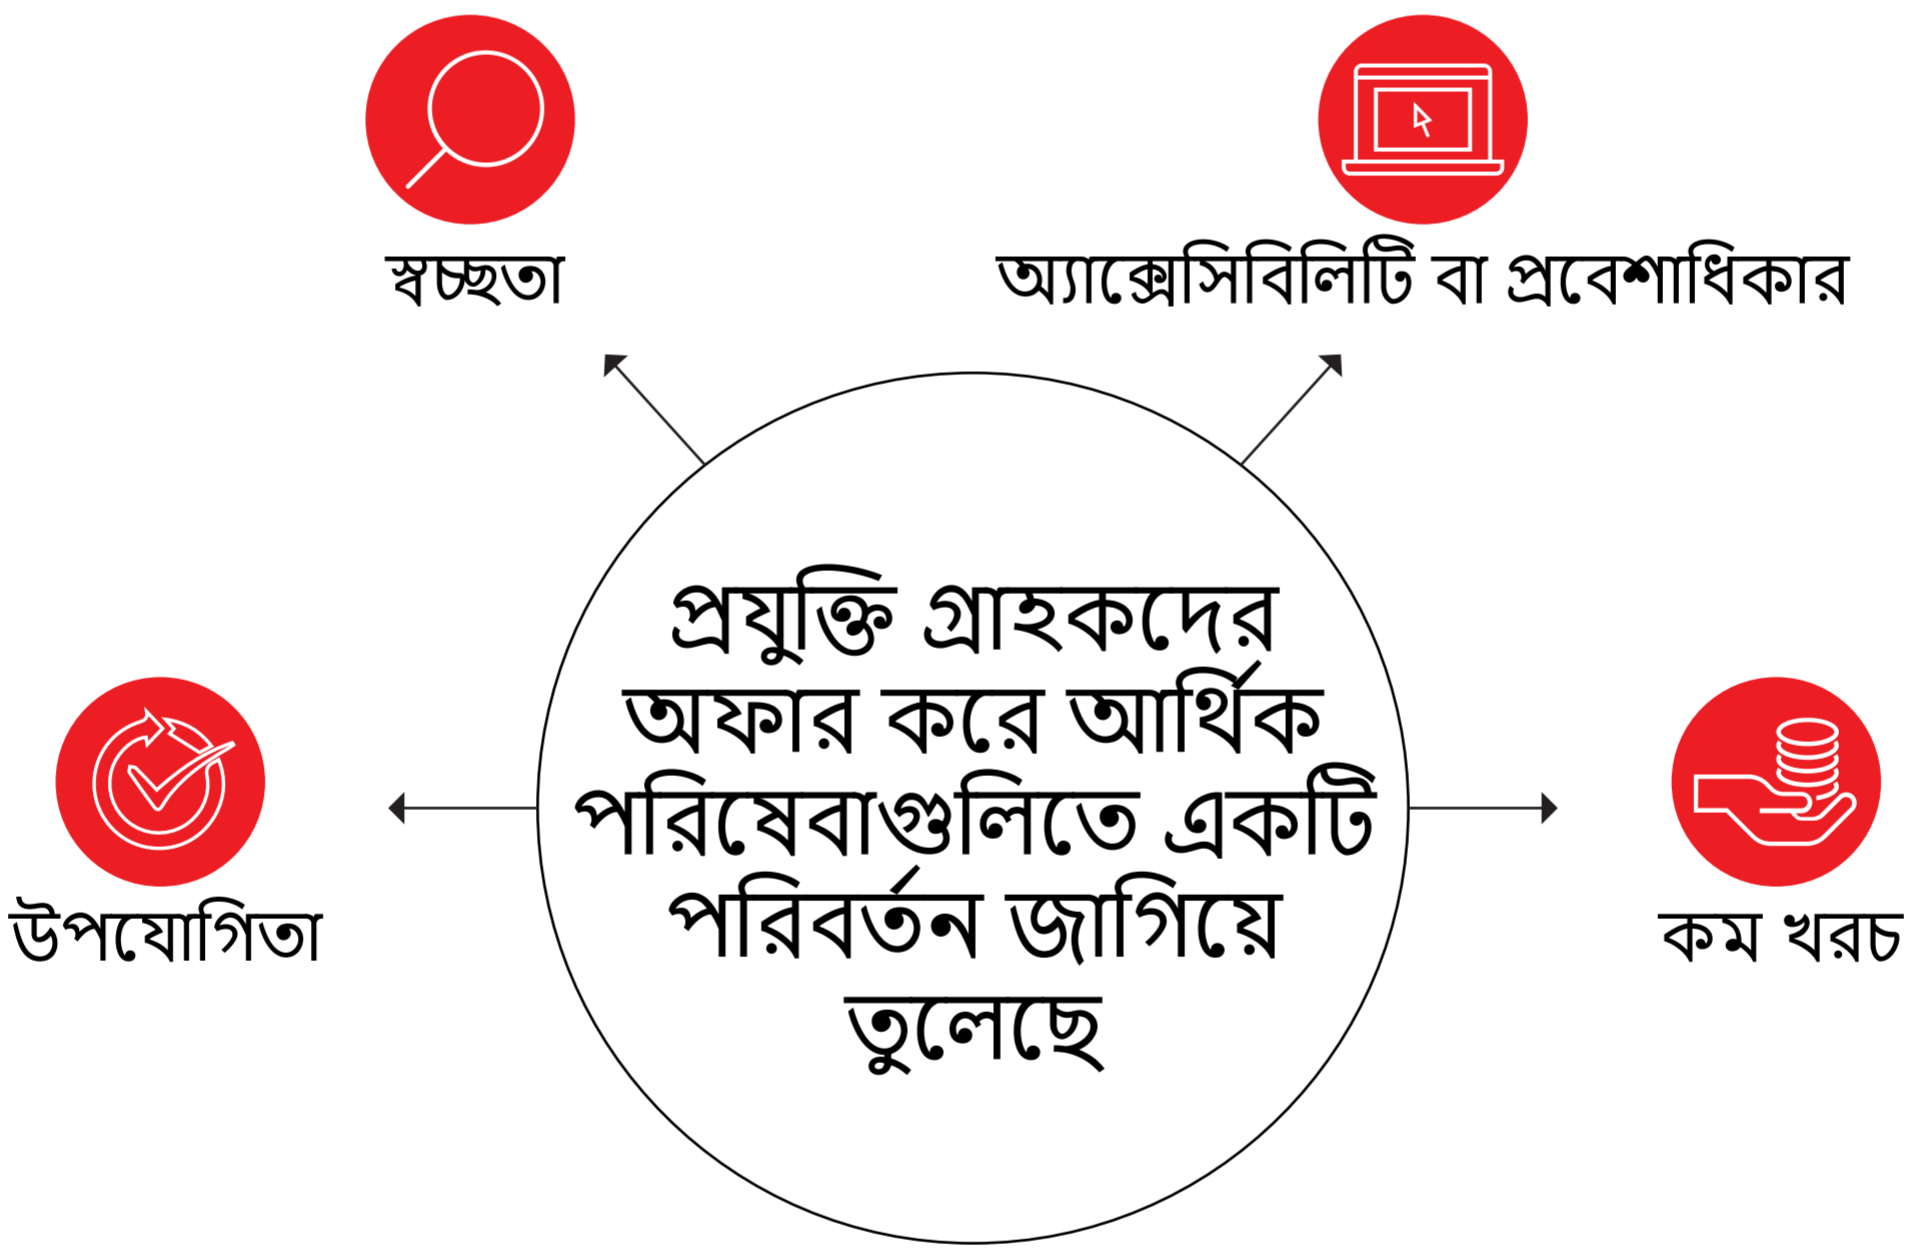 স্বচ্ছতা
অ্যাক্সেসিবিলিটি বা প্রবেশাধিকার
প্রযুক্তি গ্রাহকদের
অফার করে আর্থিক
পরিষেবাগুলিতে একটি
পরিবর্তন জাগিয়ে
তুলেছে
উপযোগিতা
কম খরচ